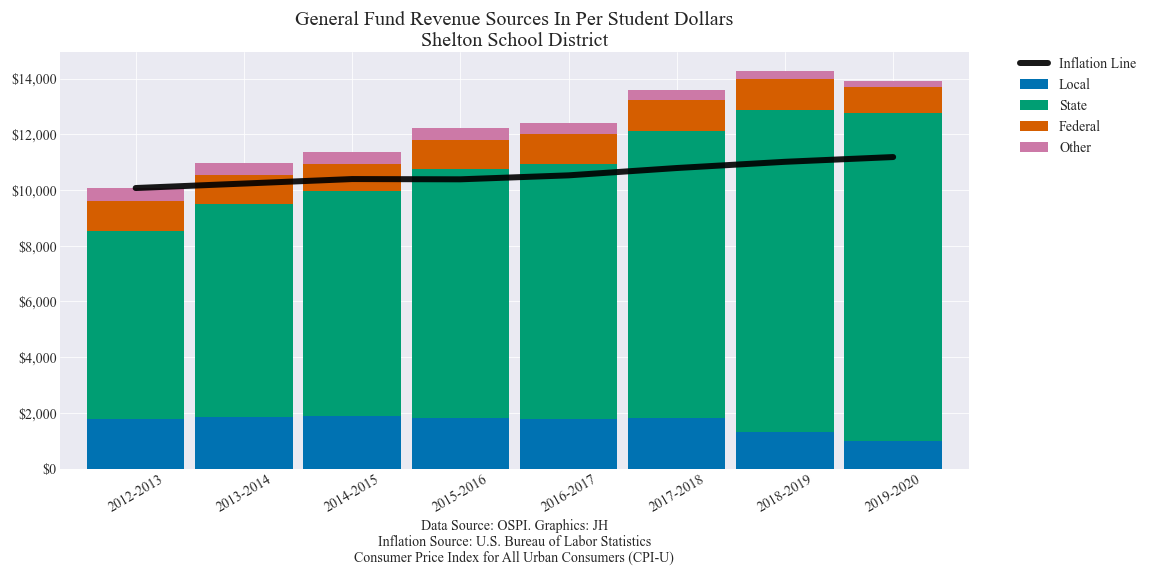 General Fund Revenue Sources In Per Student Dollars
Shelton School District
$14,000
$12,000
$10,000
$8,000
$6,000
$4,000
$2,000
$0
2012-2013
2013-2014
2014-2015
2015-2016
2016-2017
2017-2018
2018-2019
2019-2020
Inflation Line
Local
State
Federal
Other
Data Source: OSPI. Graphics: JH
Inflation Source: U.S. Bureau of Labor Statistics
Consumer Price Index for All Urban Consumers (CPI-U)